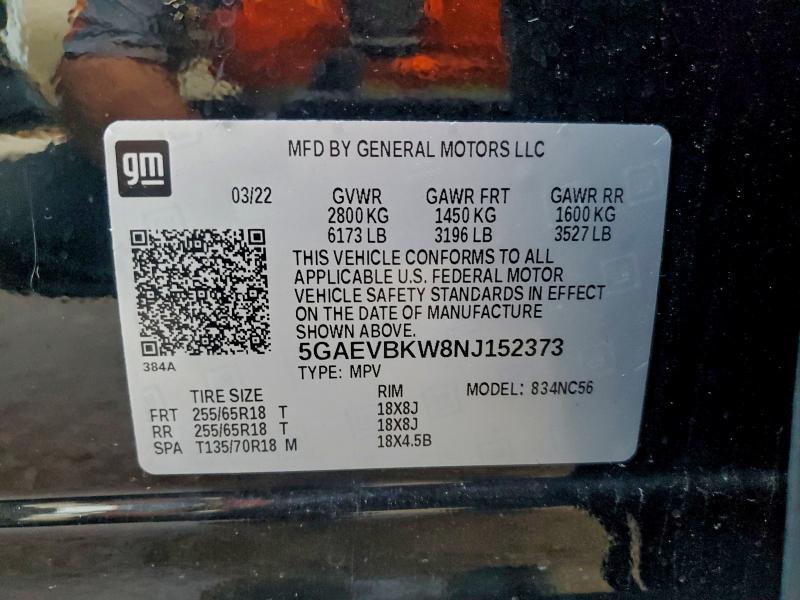 gm
MFD BY GENERAL MOTORS LLC
03/22 GVWR GAWR FRT GAWR RR
2800 KG 1450 KG 1600 KG
6173 LB 3196 LB 3527 LB
THIS VEHICLE CONFORMS TO ALL
APPLICABLE U.S. FEDERAL MOTOR
VEHICLE SAFETY STANDARDS IN EFFECT
ON THE DATE OF MANUFACTURE
SHOWN ABOVE.
384A
5GAEVBKW8NJ152373
TYPE: MPV
TIRE SIZE RIM MODEL: 834NC56
FRT 255/65R18 T 18X8J
RR 255/65R18 T 18X8J
SPA T135/70R18 M 18X4.5B